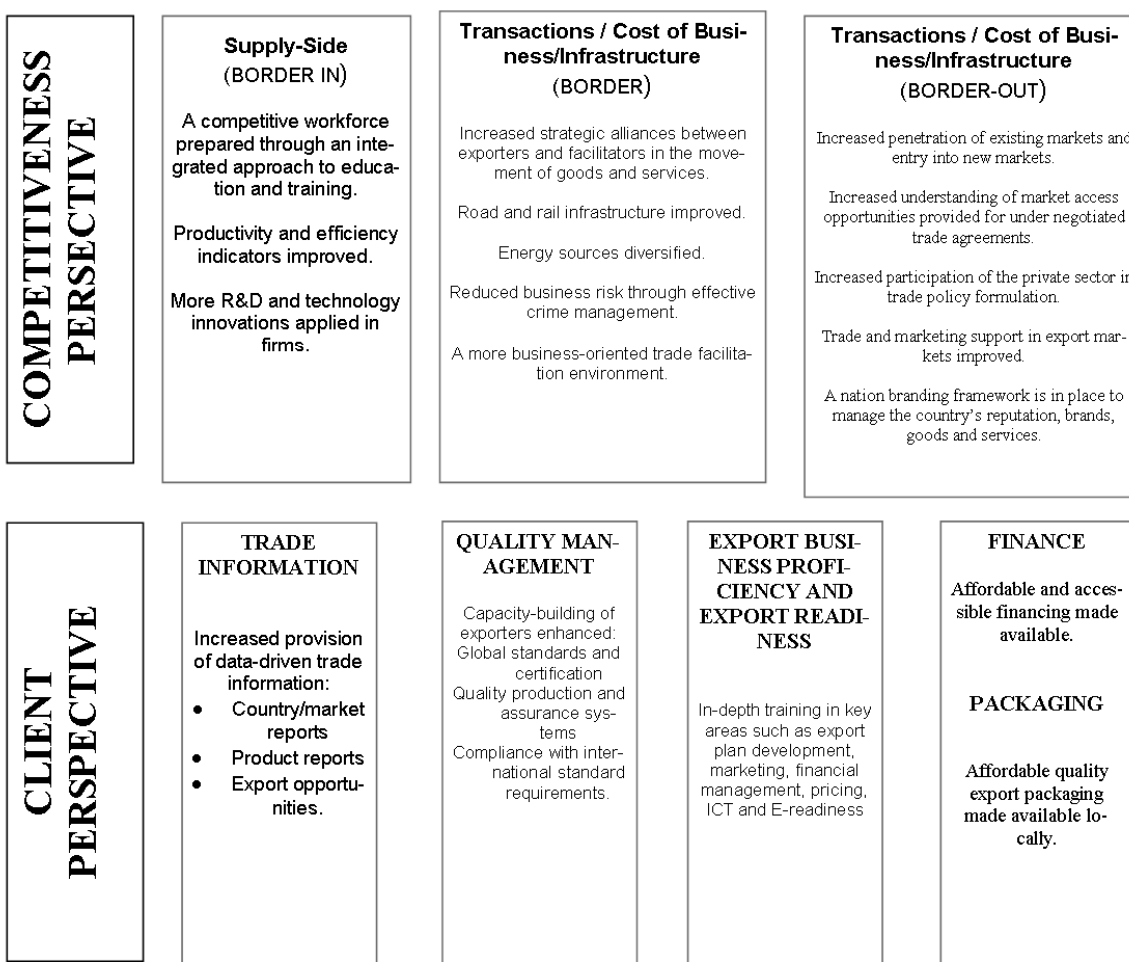 COMPETITIVENESS
PERSECTIVE
Supply-Side
(BORDER IN)
A competitive workforce
prepared through an inte-
grated approach to educa-
tion and training.
Productivity and efficiency
indicators improved.
More R&D and technology
innovations applied in
firms.
Transactions / Cost of Busi-
ness/Infrastructure
(BORDER)
Increased strategic alliances between
exporters and facilitators in the move-
ment of goods and services.
Road and rail infrastructure improved.
Energy sources diversified.
Reduced business risk through effective
crime management.
A more business-oriented trade facilita-
tion environment.
Transactions / Cost of Busi-
ness/Infrastructure
(BORDER-OUT)
Increased penetration of existing markets and
entry into new markets.
Increased understanding of market access
opportunities provided for under negotiated
trade agreements.
Increased participation of the private sector in
trade policy formulation.
Trade and marketing support in export mar-
kets improved.
A nation branding framework is in place to
manage the country's reputation, brands,
goods and services.
CLIENT
PERSPECTIVE
TRADE
INFORMATION
Increased provision
of data-driven trade
information:
• Country/market
reports
• Product reports
• Export opportu-
nities.
QUALITY MAN-
AGEMENT
Capacity-building of
exporters enhanced:
Global standards and
certification
Quality production and
assurance sys-
tems
Compliance with inter-
national standard
requirements.
EXPORT BUSI-
NESS PROFI-
CIENCY AND
EXPORT READI-
NESS
In-depth training in key
areas such as export
plan development,
marketing, financial
management, pricing,
ICT and E-readiness
FINANCE
Affordable and acces-
sible financing made
available.
PACKAGING
Affordable quality
export packaging
made available lo-
cally.